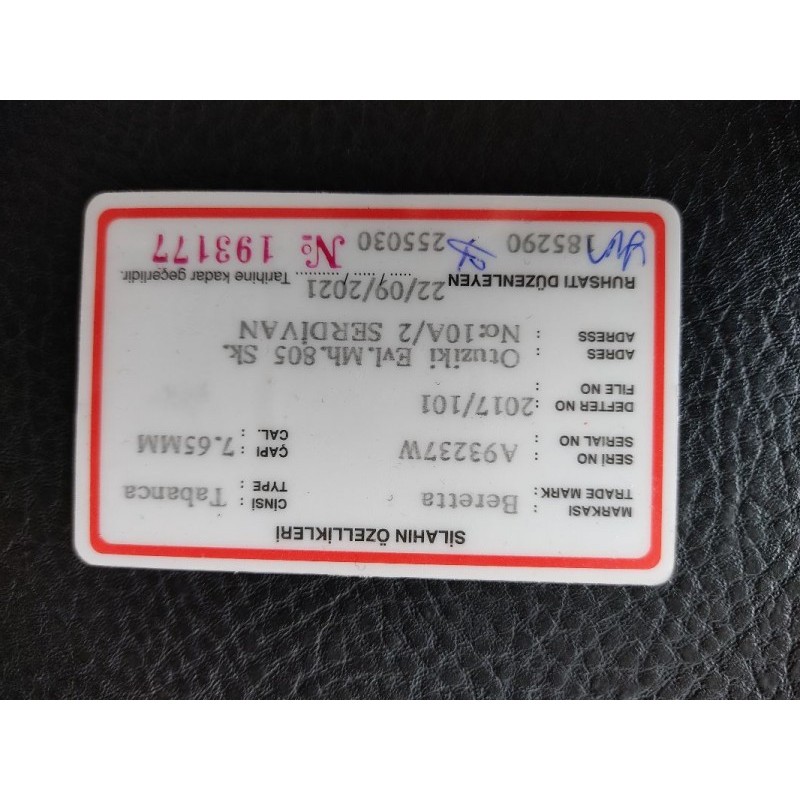 SİLAHIN ÖZELLİKLERİ
MARKASI
TRADE MARK : Beretta
CİNSİ
TYPE : Tabanca
SERİ NO
SERIAL NO : A93237W
ÇAPI
CAL. : 7.65MM
DEFTER NO
FILE NO : 2017/101
ADRES : Otuziki Evl.Mh.805 Sk.
ADRESS : No:10A/2 SERDİVAN
22/09/2021
RUHSATI DÜZENLEYEN ..../..../........ Tarihine kadar geçerlidir.
185290 255030 No 193177